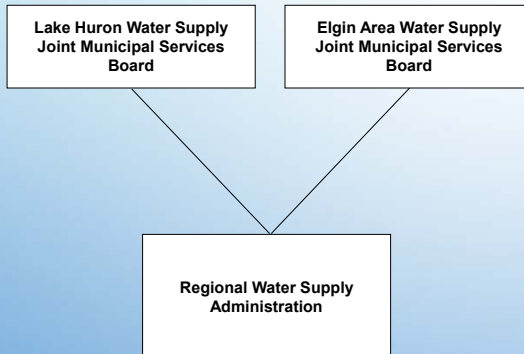 Lake Huron Water Supply
Joint Municipal Services
Board
Elgin Area Water Supply
Joint Municipal Services
Board
Regional Water Supply
Administration